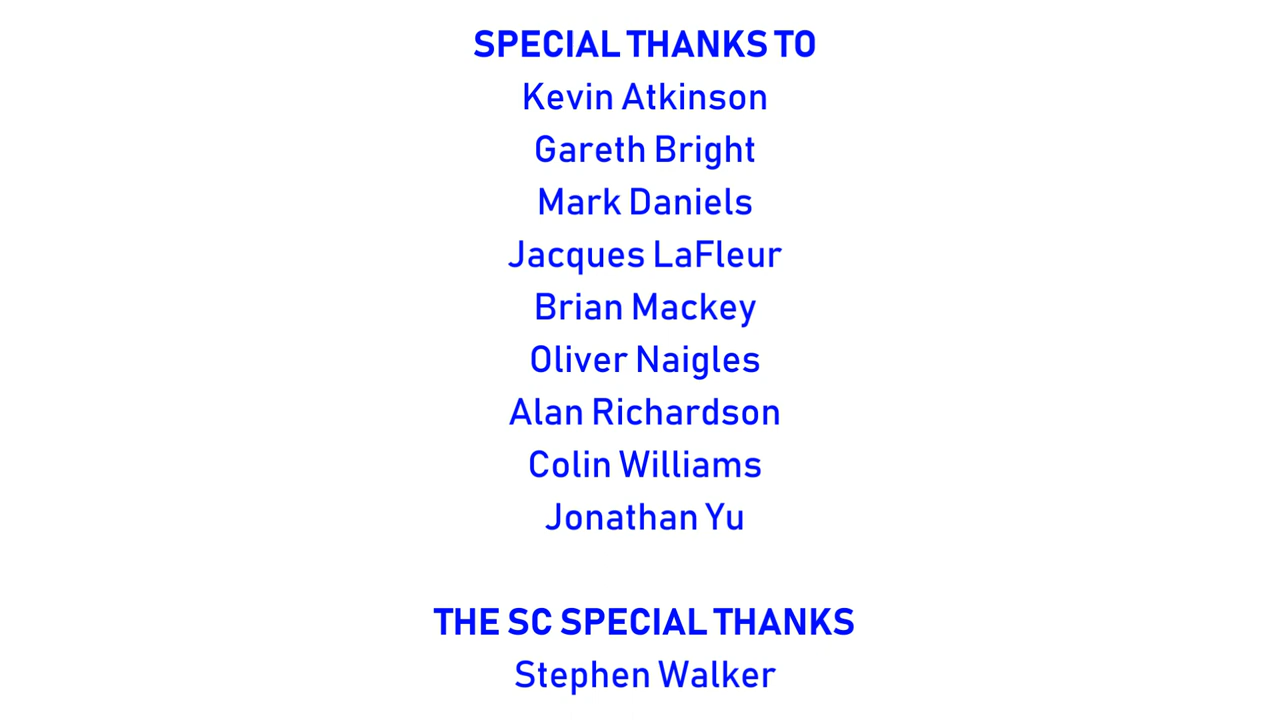 SPECIAL THANKS TO
Kevin Atkinson
Gareth Bright
Mark Daniels
Jacques LaFleur
Brian Mackey
Oliver Naigles
Alan Richardson
Colin Williams
Jonathan Yu
THE SC SPECIAL THANKS
Stephen Walker